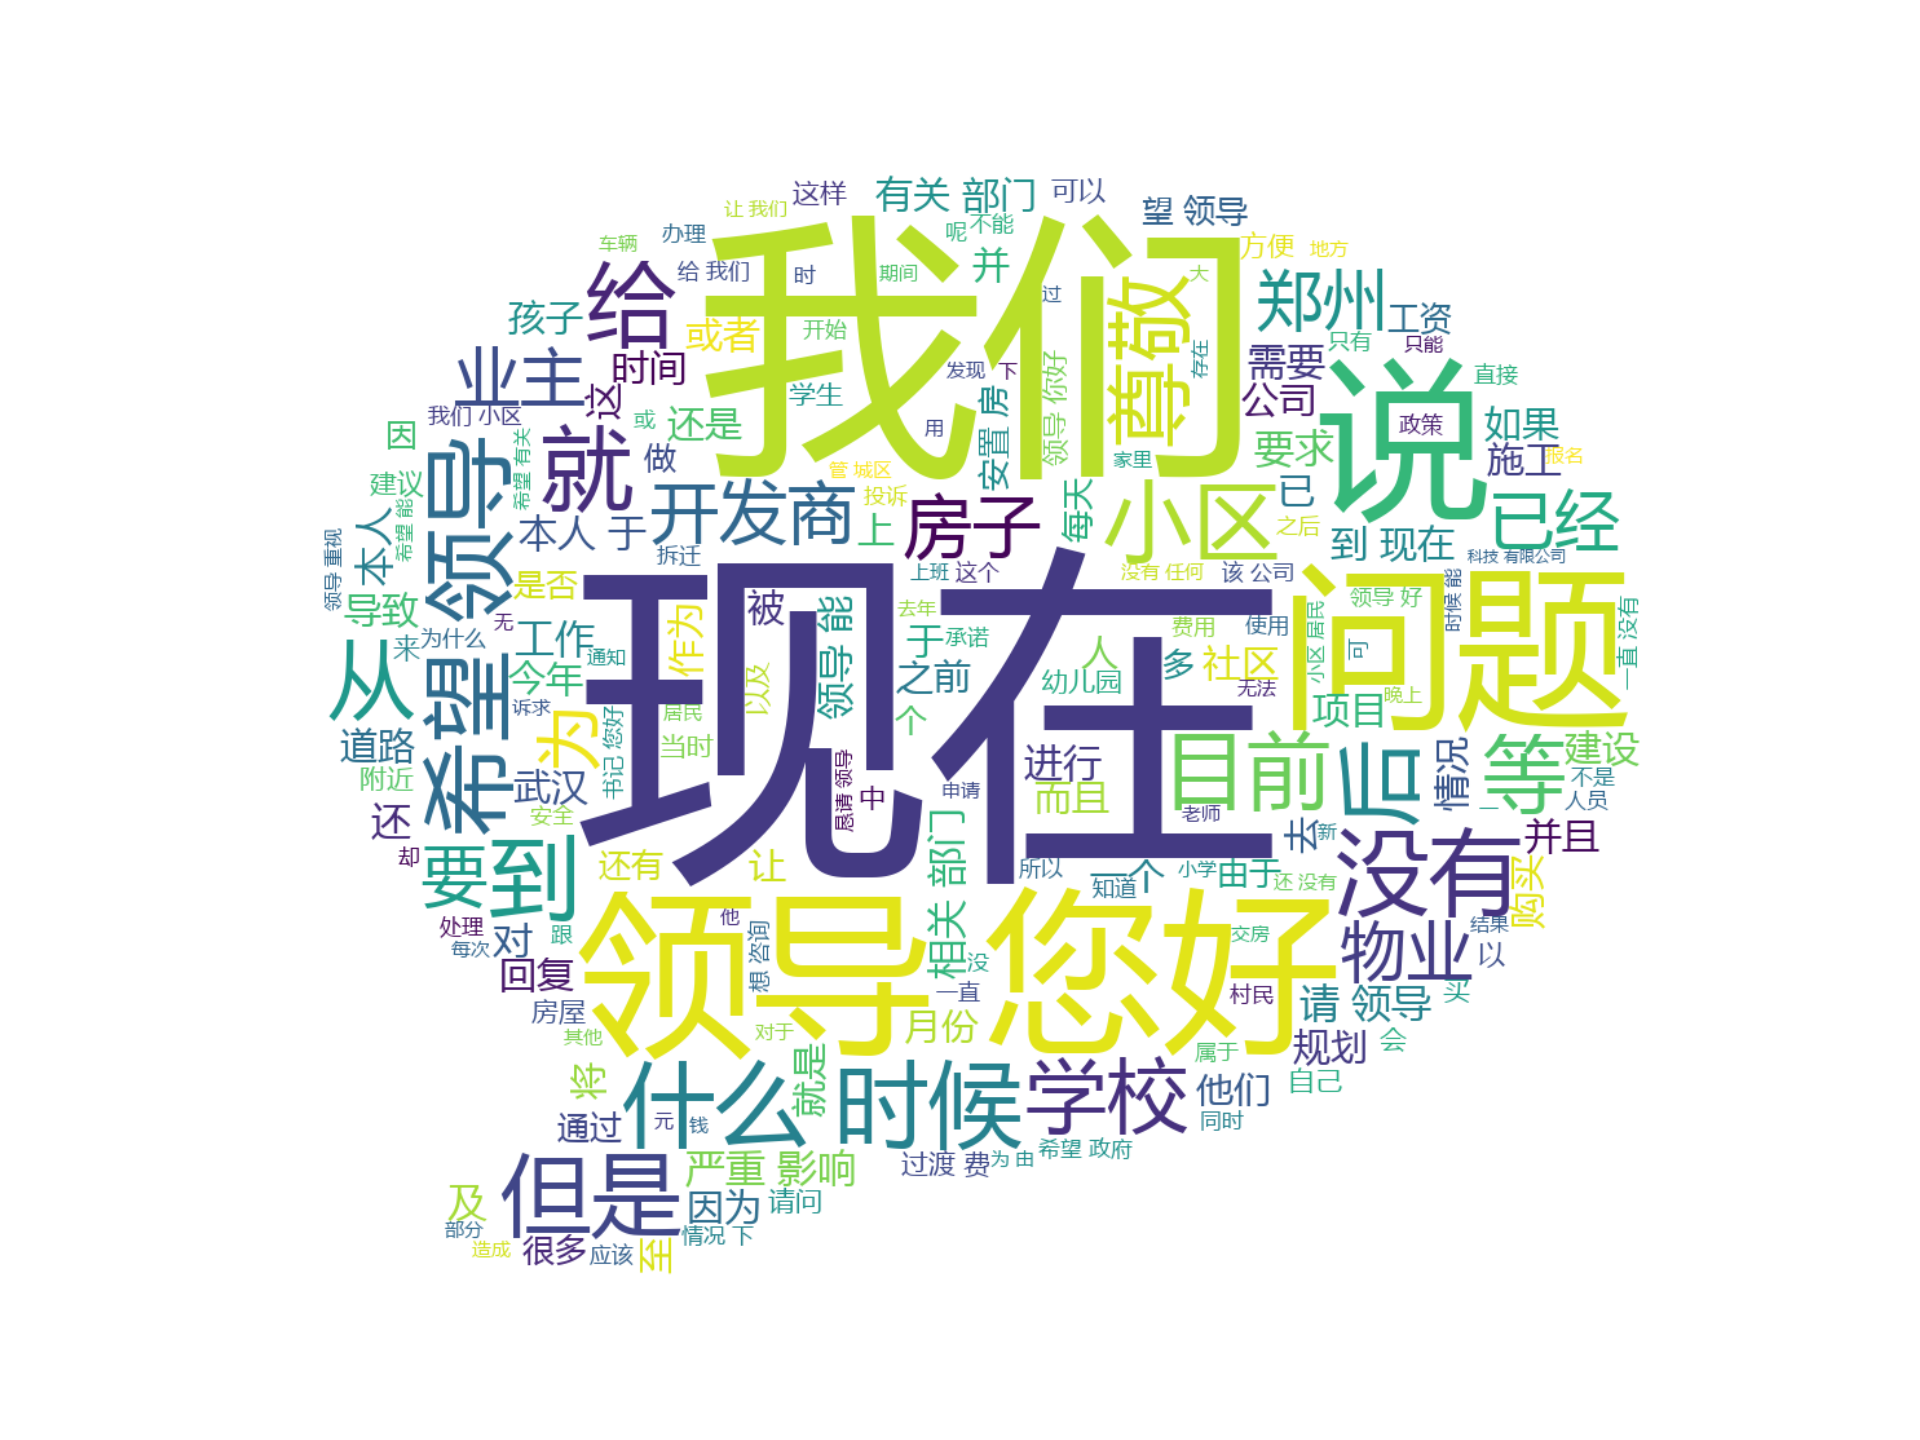 这样
有关 部门
可以
让 我们
望 领导
车辆
办理
我们
呢
不能
方便
地方
给
给 我们
时
期间
并
过
尊敬
大
郑州
工资
孩子
或者
开始
只有
只能
业主
时间
发现
下
领导 你好
存在
需要
直接
我们 小区
这
学生
安置 房
公司
说
政策
如果
因
希望 有关
就
或
还是
用
家里
要求
施工
报名
建议
领导
做
管 城区
投诉
每天
小区
已
已经
希望 能
本人
本人 于
开发商
上
房子
之后
到 现在
科技 有限公司
领导 重视
拆迁
现在
上班
这个
没有 任何
该 公司
问题
时候 能
导致
是否
作为
被
领导 能
去年
费用
使用
小区 居民
领导 好
一直 没有
从
来
为什么
无
工作
通知
于
承诺
人
多
社区
可
希望
今年
以及
之前
幼儿园
无法
晚上
诉求
为
书记 您好
居民
个
项目
道路
当时
进行
目前
后
情况
等
建设
附近
武汉
恳请 领导
中
申请
而且
不是
人员
一
还
安全
老师
去
新
并且
却
要
到
还有
让
相关 部门
所以
一个
知道
小学
由于
还 没有
没有
购买
处理
对
跟
领导 您好
他
想 咨询
没
交房
物业
结果
以
每次
回复
一直
村民
请 领导
买
房屋
其他
对于
月份
属于
规划
会
将
什么 时候
就是
学校
他们
自己
通过
元
钱
同时
但是
严重 影响
过渡 费
为 由
希望 政府
及
因为
请问
部分
造成
很多
应该
至
情况 下